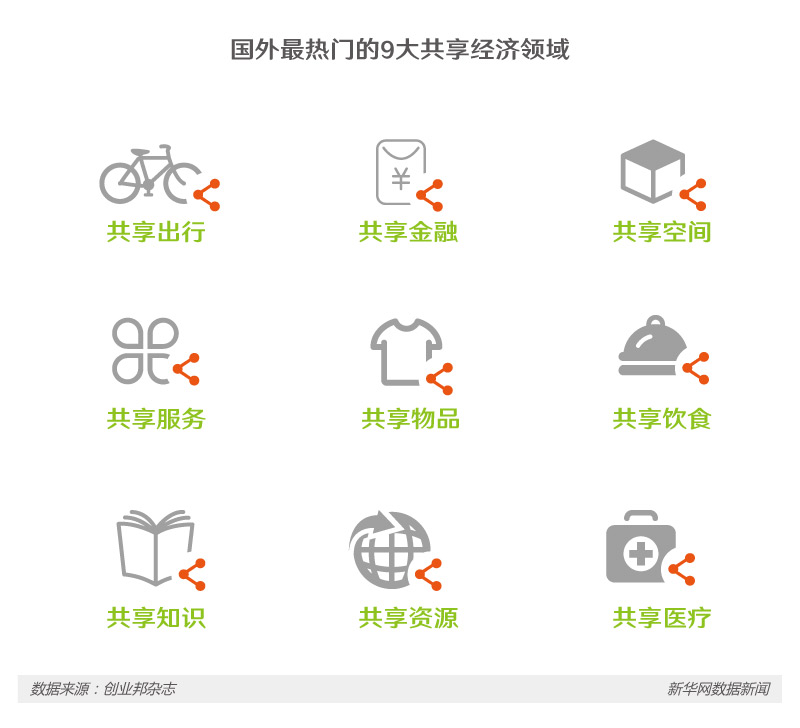 国外最热门的9大共享经济领域
¥
共享出行 共享金融 共享空间
共享服务 共享物品 共享饮食
共享知识 共享资源 共享医疗
数据来源：创业邦杂志 新华网数据新闻